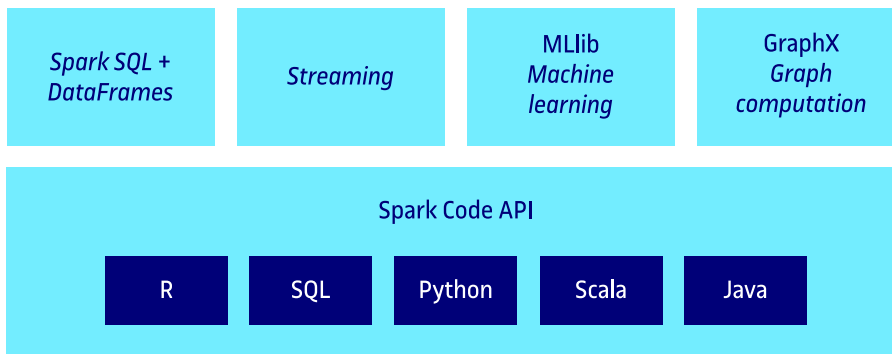 Spark SQL +
DataFrames
Streaming
MLlib
Machine
learning
GraphX
Graph
computation
Spark Code API
R
SQL
Python
Scala
Java